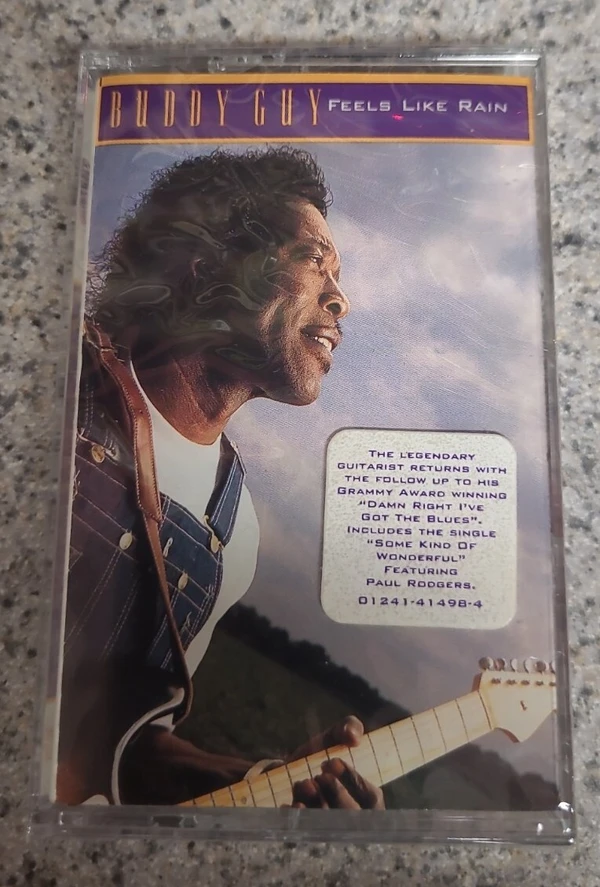 BUDDY GUY FEELS LIKE RAIN
THE LEGENDARY
GUITARIST RETURNS WITH
THE FOLLOW UP TO HIS
GRAMMY AWARD WINNING
"DAMN RIGHT I'VE
GOT THE BLUES".
INCLUDES THE SINGLE
"SOME KIND OF
WONDERFUL"
FEATURING
PAUL RODGERS.
01241-41498-4